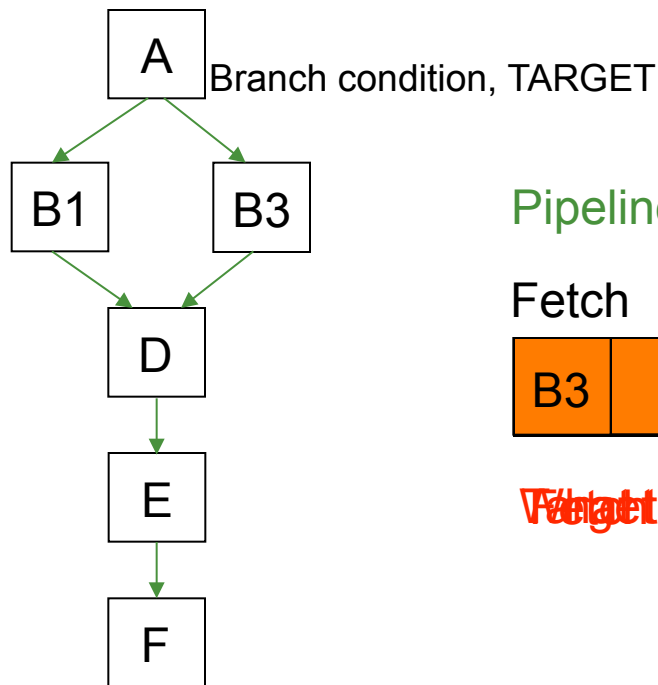 A
Branch condition, TARGET
B1
B3
Pipelin
Fetch
D
B3
E
F